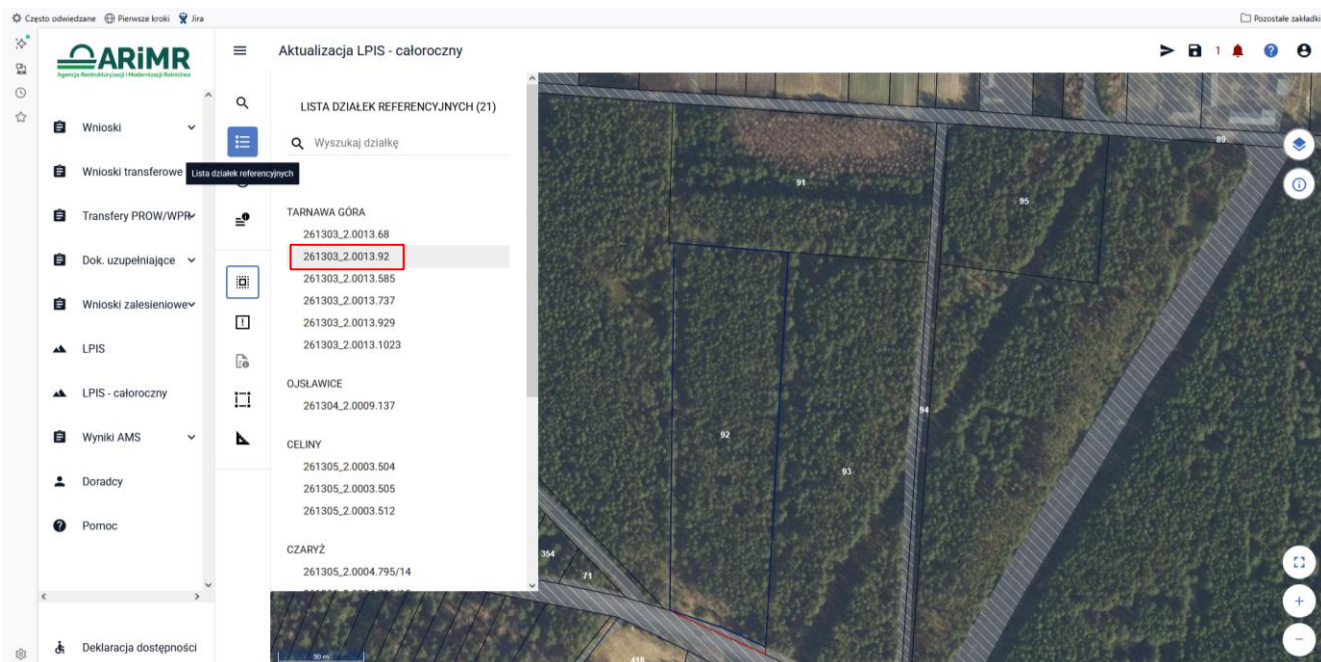 Często odwiedzane
Pierwsze kroki
Jira
Pozostałe zakładki
ARiMR
Agencja Restrukturyzacji i Modernizacji Rolnictwa
Wnioski
Wnioski transferowe
Transfery PROW/WPR
Dok. uzupełniające
Wnioski zalesieniowe
LPIS
LPIS - całoroczny
Wyniki AMS
Doradcy
Pomoc
Deklaracja dostępności
Aktualizacja LPIS - całoroczny
1
Lista działek referencyjnych
LISTA DZIAŁEK REFERENCYJNYCH (21)
Wyszukaj działkę
TARNAWA GÓRA
261303_2.0013.68
261303_2.0013.92
261303_2.0013.585
261303_2.0013.737
261303_2.0013.929
261303_2.0013.1023
OJSŁAWICE
261304_2.0009.137
CELINY
261305_2.0003.504
261305_2.0003.505
261305_2.0003.512
CZARYŻ
261305_2.0004.795/14
89
91
95
94
92
93
354
71
418
50 m